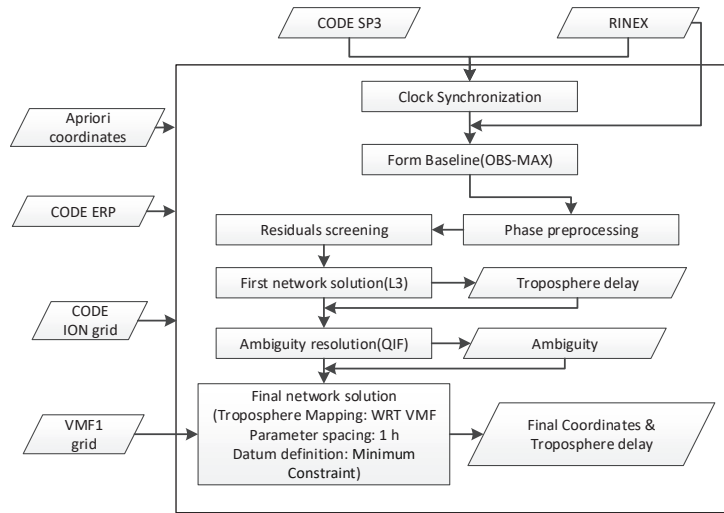 CODE SP3
RINEX
Clock Synchronization
Apriori
coordinates
Form Baseline(OBS-MAX)
CODE ERP
Residuals screening
Phase preprocessing
First network solution(L3)
Troposphere delay
CODE
ION grid
Ambiguity resolution(QIF)
Ambiguity
Final network solution
(Troposphere Mapping: WRT VMF
Parameter spacing: 1 h
Datum definition: Minimum
Constraint)
VMF1
grid
Final Coordinates &
Troposphere delay